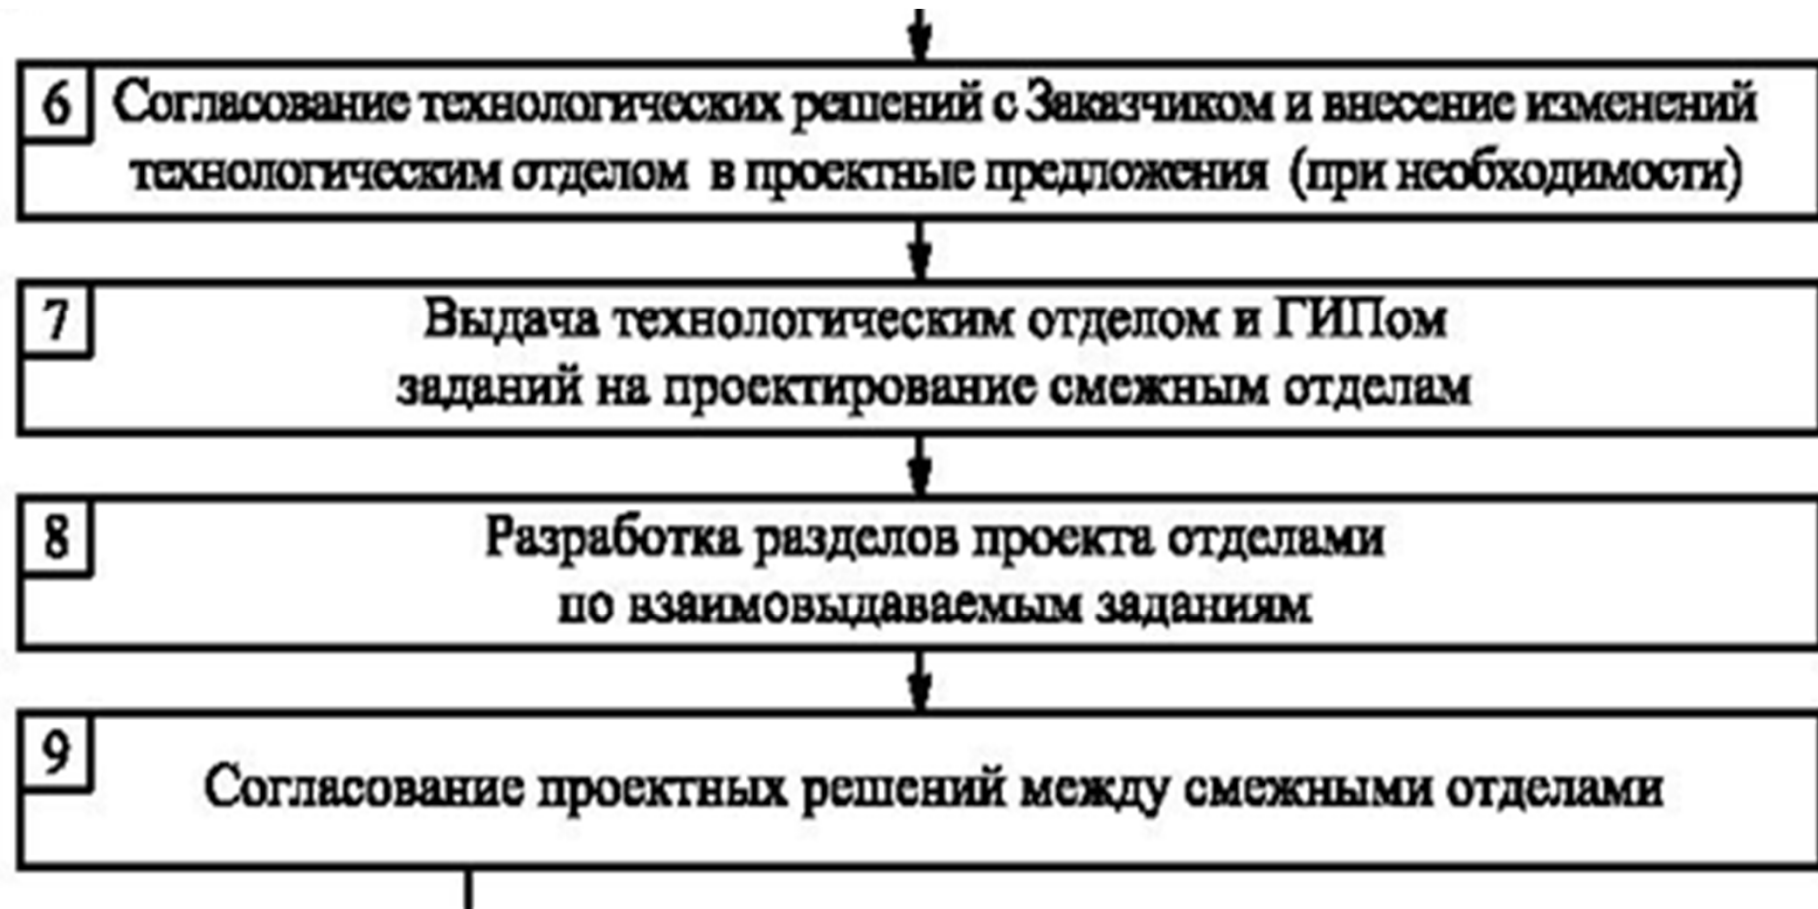 6
Согласование технологических решений с Заказчиком и внесение изменений
технологическим отделом в проектные предложения (при необходимости)
7
Выдача технологическим отделом и ГИПом
заданий на проектирование смежным отделам
8
Разработка разделов проекта отделами
по взаимовыдаваемым заданиям
9
Согласование проектных решений между смежными отделами